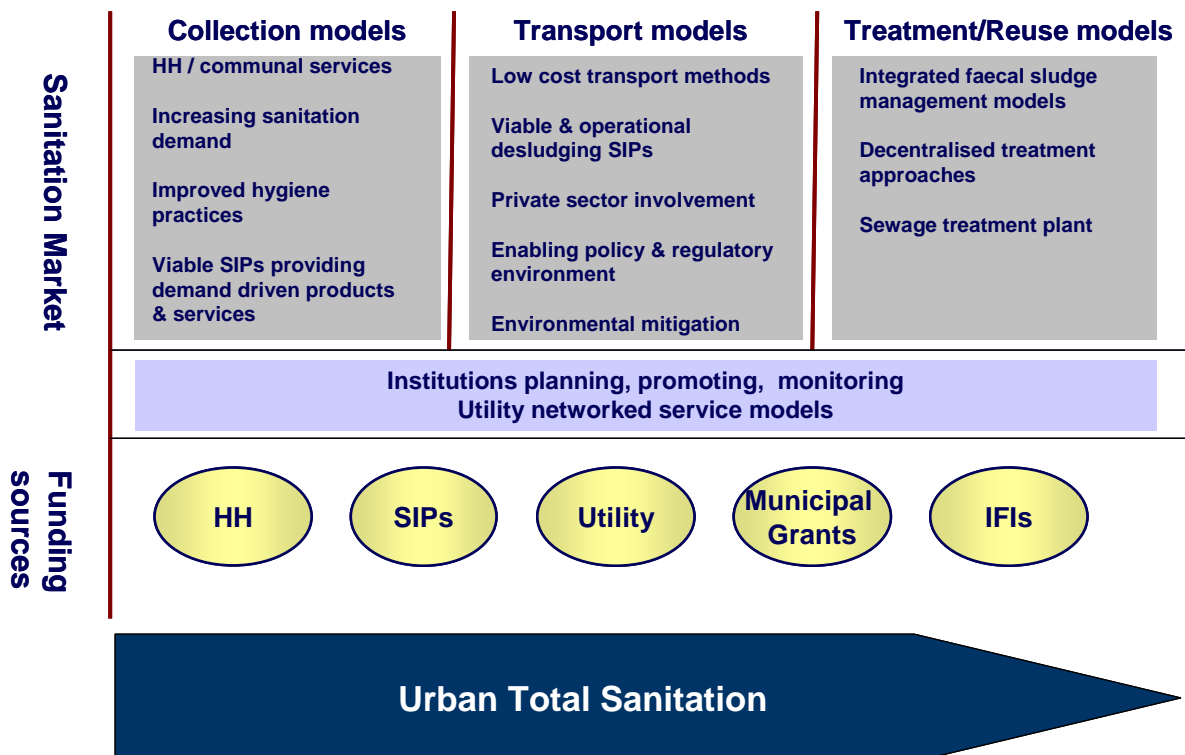 Sanitation Market
Collection models
HH / communal services
Increasing sanitation
demand
Improved hygiene
practices
Viable SIPs providing
demand driven products
& services
Transport models
Low cost transport methods
Viable & operational
desludging SIPs
Private sector involvement
Enabling policy & regulatory
environment
Environmental mitigation
Treatment/Reuse models
Integrated faecal sludge
management models
Decentralised treatment
approaches
Sewage treatment plant
Institutions planning, promoting, monitoring
Utility networked service models
Funding
sources
HH
SIPs
Utility
Municipal
Grants
IFIs
Urban Total Sanitation